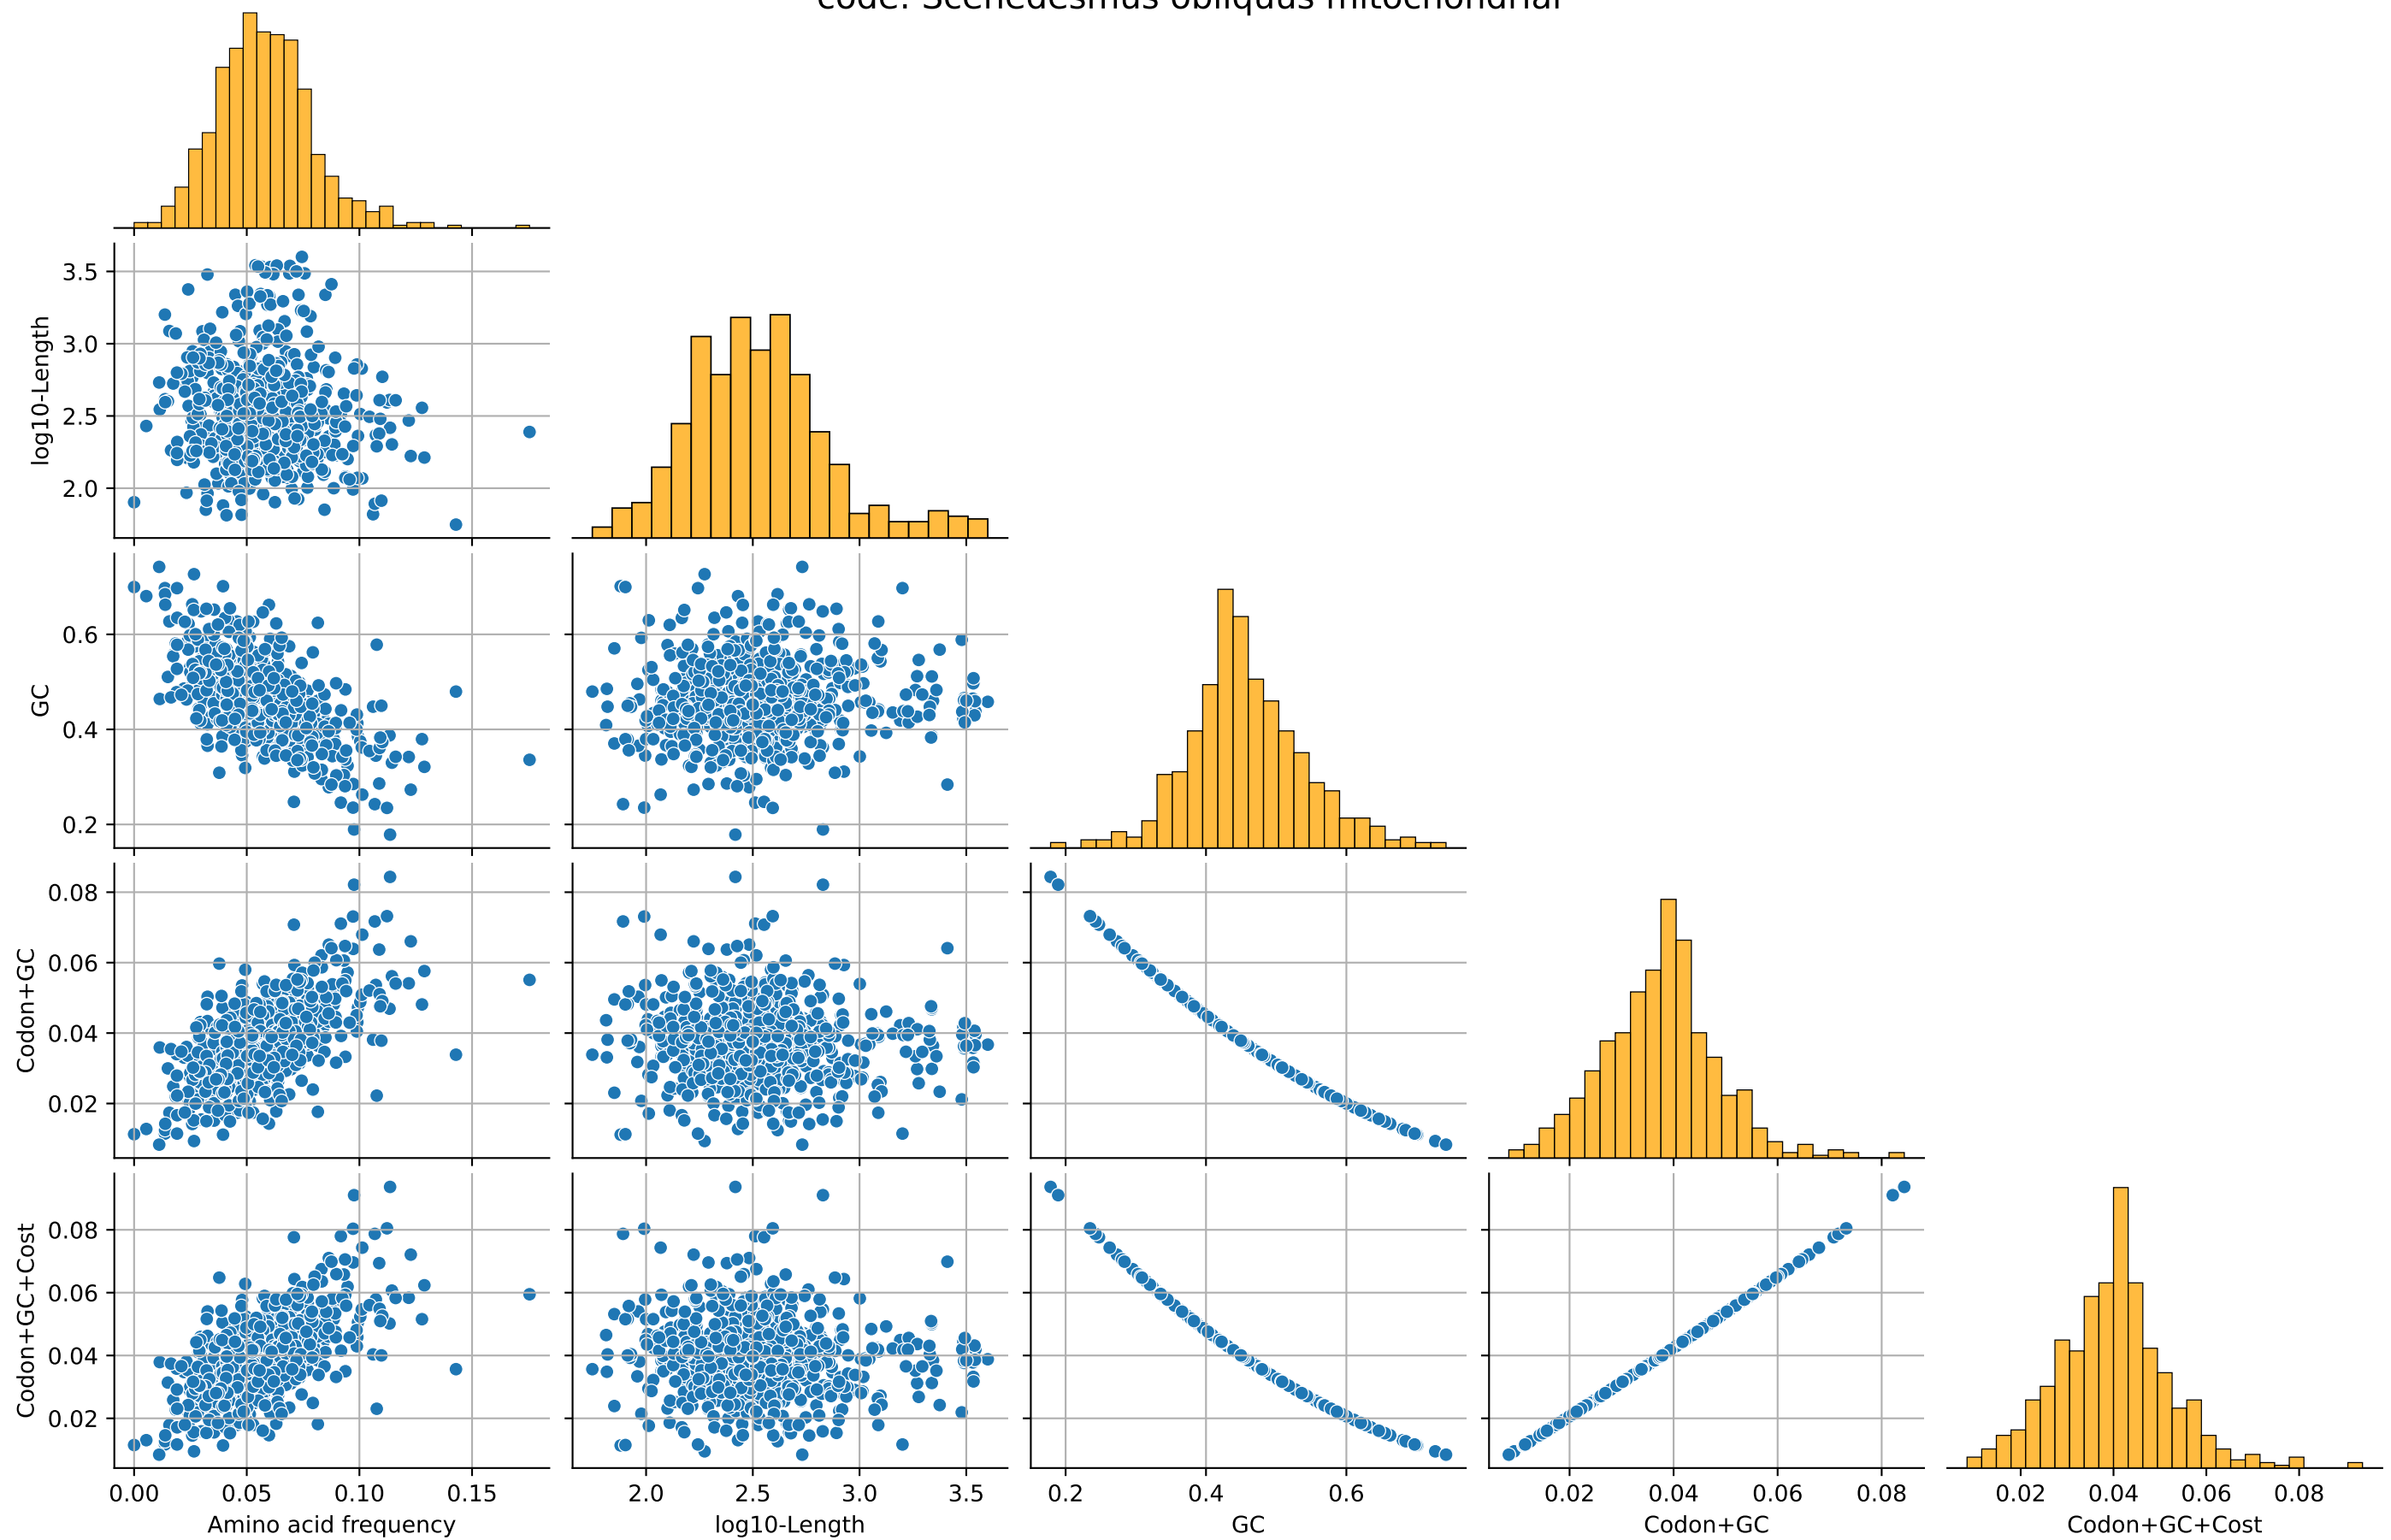 code: Scenedesmus obliquus mitochondrial
3.5
3.0
2.5
2.0
log10-Length
0.6
0.4
0.2
GC
0.08
0.06
0.04
0.02
Codon+GC
0.08
0.06
0.04
0.02
Codon+GC+Cost
0.00 0.05 0.10 0.15 2.0 2.5 3.0 3.5 0.2 0.4 0.6 0.02 0.04 0.06 0.08 0.02 0.04 0.06 0.08
Amino acid frequency log10-Length GC Codon+GC Codon+GC+Cost